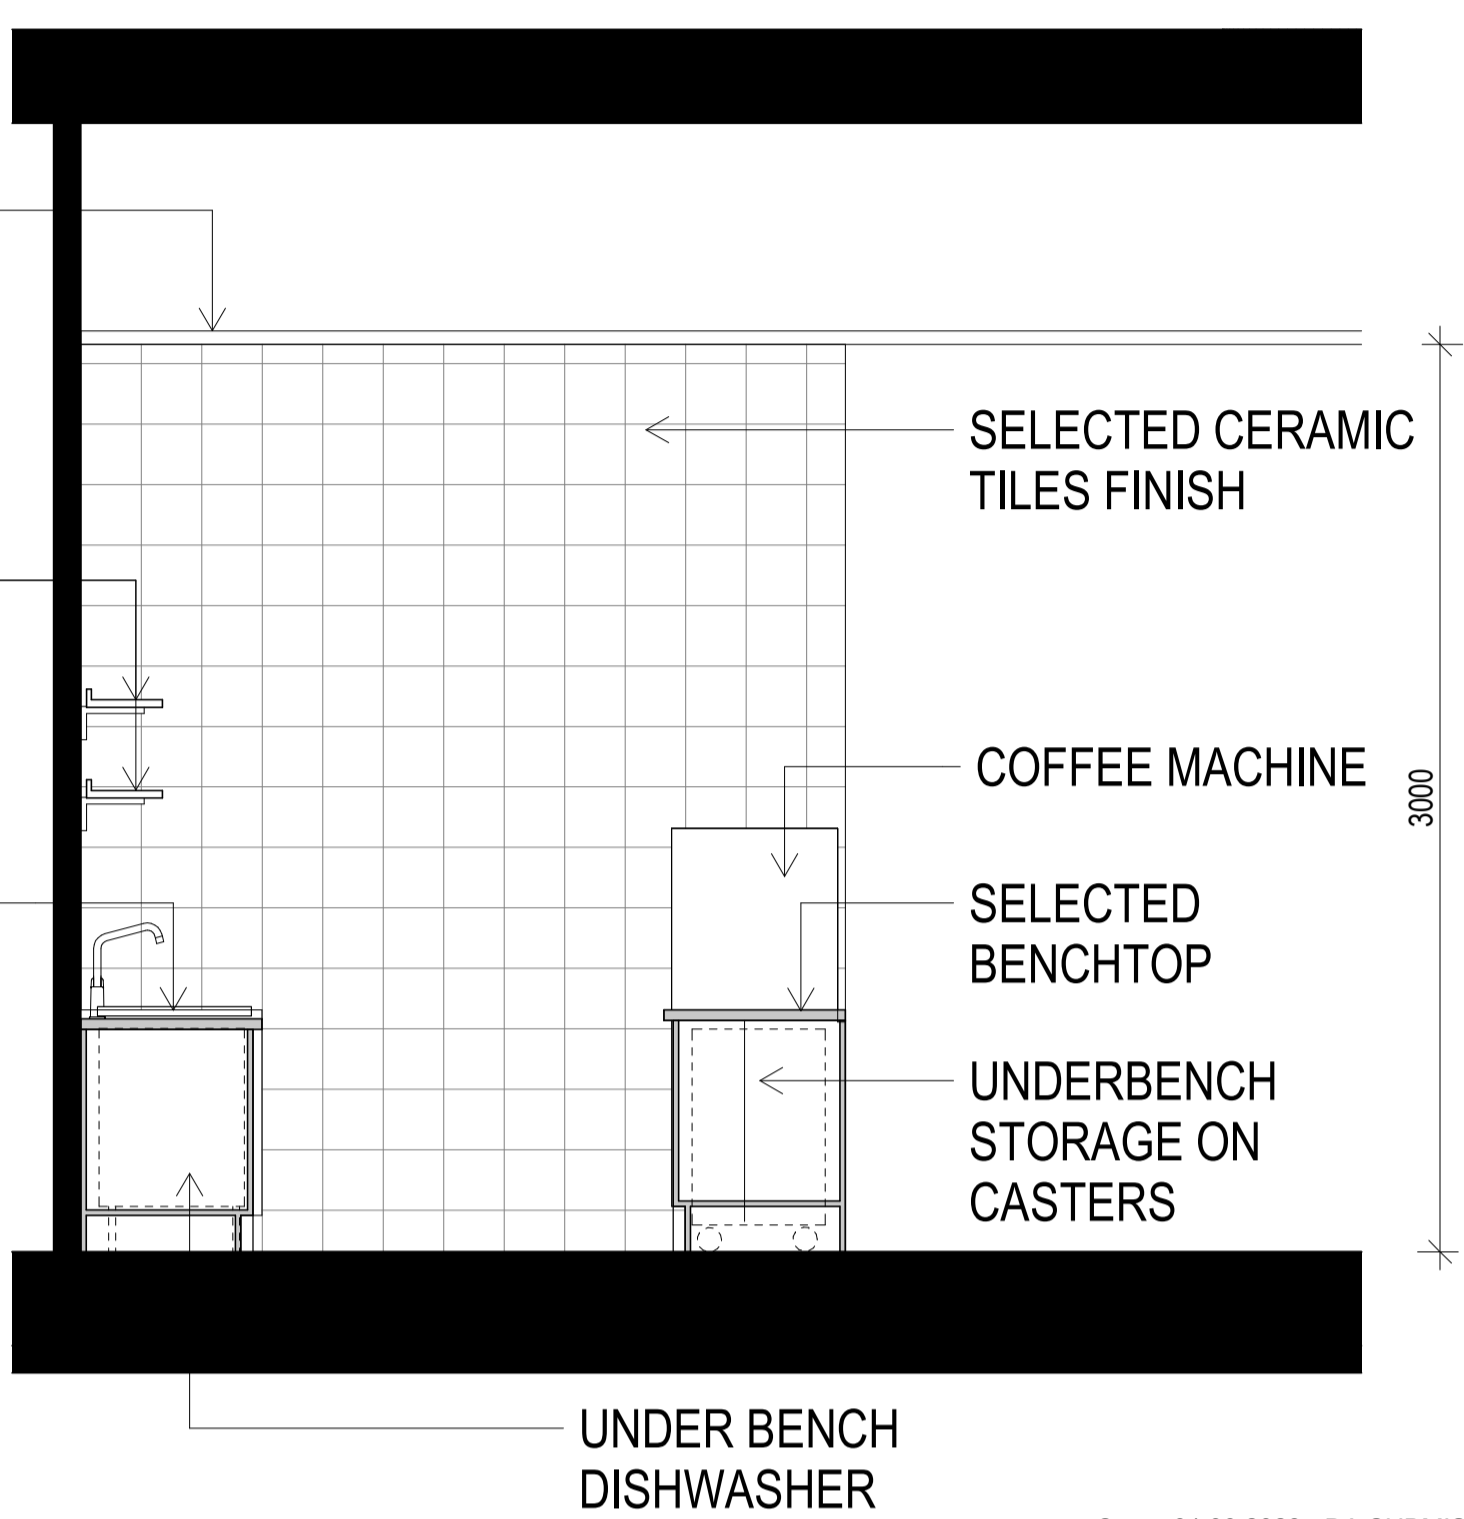 SELECTED CERAMIC
TILES FINISH
COFFEE MACHINE
3000
SELECTED
BENCHTOP
UNDERBENCH
STORAGE ON
CASTERS
UNDER BENCH
DISHWASHER